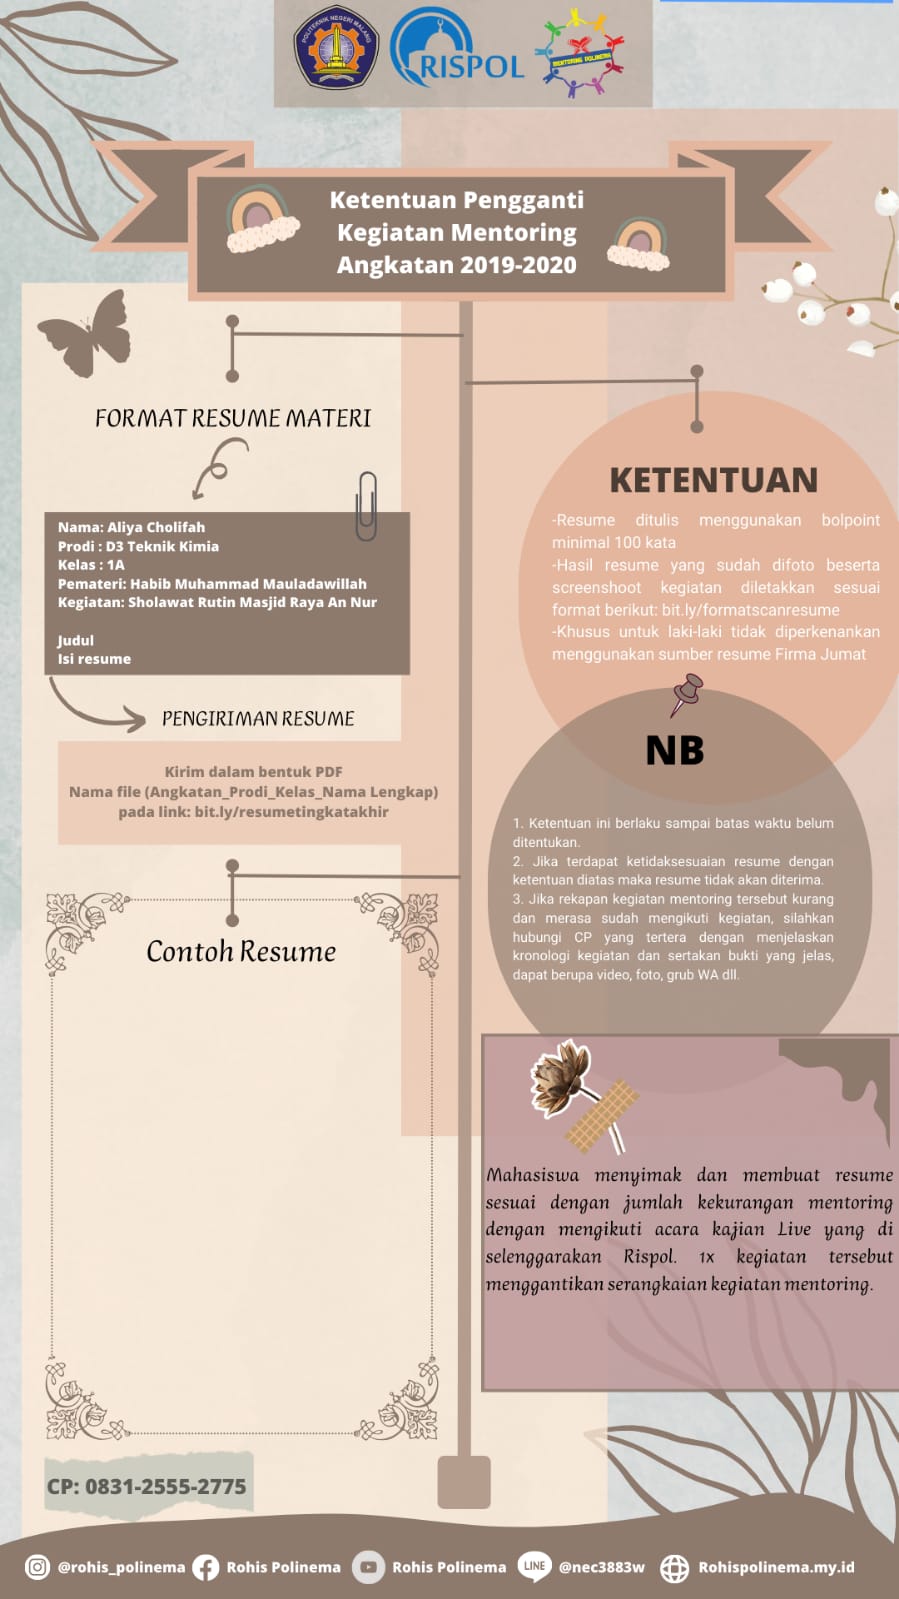 POLITEKNIK NEGERI MALANG
RISPOL
MENTORING POLINEMA
Ketentuan Pengganti
Kegiatan Mentoring
Angkatan 2019-2020
FORMAT RESUME MATERI
Nama: Aliya Cholifah
Prodi : D3 Teknik Kimia
Kelas : 1A
Pemateri: Habib Muhammad Mauladawillah
Kegiatan: Sholawat Rutin Masjid Raya An Nur
Judul
Isi resume
PENGIRIMAN RESUME
Kirim dalam bentuk PDF
Nama file (Angkatan_Prodi_Kelas_Nama Lengkap)
pada link: bit.ly/resumetingkatakhir
Contoh Resume
KETENTUAN
-Resume ditulis menggunakan bolpoint
minimal 100 kata
-Hasil resume yang sudah difoto beserta
screenshoot kegiatan diletakkan sesuai
format berikut: bit.ly/formatscanresume
-Khusus untuk laki-laki tidak diperkenankan
menggunakan sumber resume Firma Jumat
NB
1. Ketentuan ini berlaku sampai batas waktu belum
ditentukan.
2. Jika terdapat ketidaksesuaian resume dengan
ketentuan diatas maka resume tidak akan diterima.
3. Jika rekapan kegiatan mentoring tersebut kurang
dan merasa sudah mengikuti kegiatan, silahkan
hubungi CP yang tertera dengan menjelaskan
kronologi kegiatan dan sertakan bukti yang jelas,
dapat berupa video, foto, grub WA dll.
Mahasiswa menyimak dan membuat resume
sesuai dengan jumlah kekurangan mentoring
dengan mengikuti acara kajian Live yang di
selenggarakan Rispol. 1x kegiatan tersebut
menggantikan serangkaian kegiatan mentoring.
CP: 0831-2555-2775
@rohis_polinema
Rohis Polinema
Rohis Polinema
LINE
@nec3883w
Rohispolinema.my.id